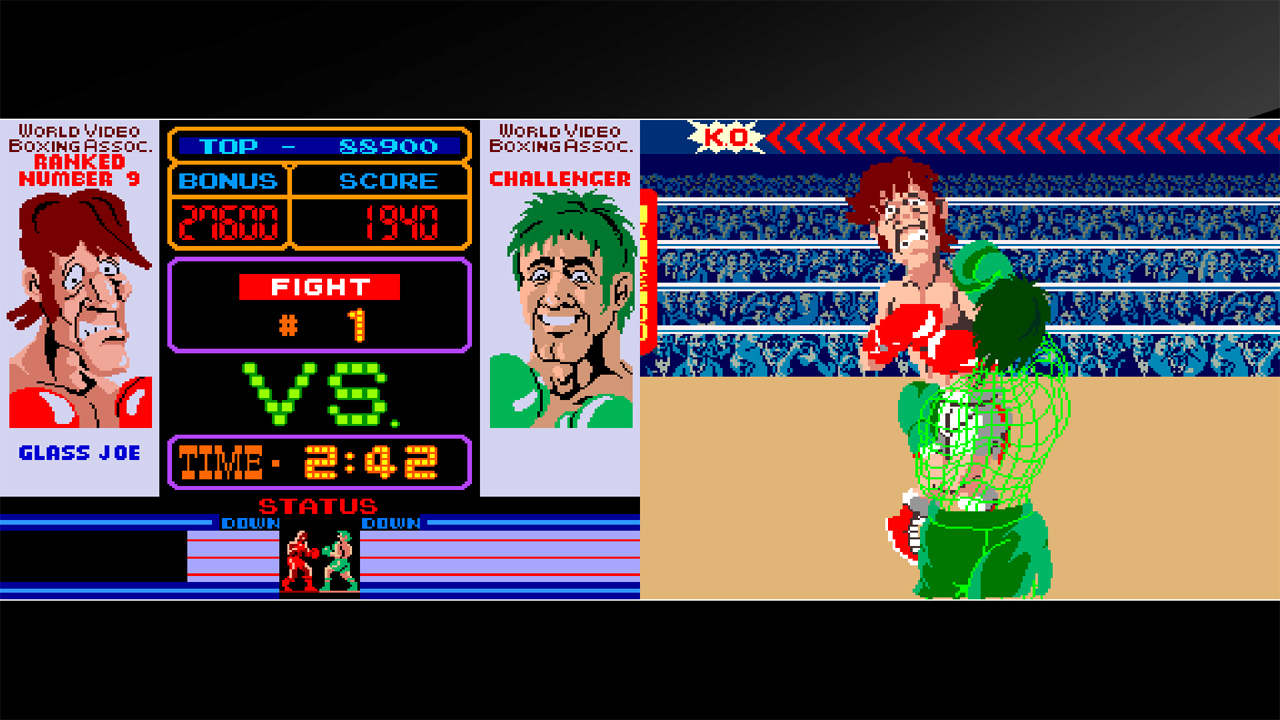 WORLD VIDEO
BOXING ASSOC.
RANKED
NUMBER 9
GLASS JOE
TOP - 88900
BONUS SCORE
27600 1940
FIGHT
# 1
VS.
TIME· 2:42
WORLD VIDEO
BOXING ASSOC.
CHALLENGER
STATUS
DOWN DOWN
KO